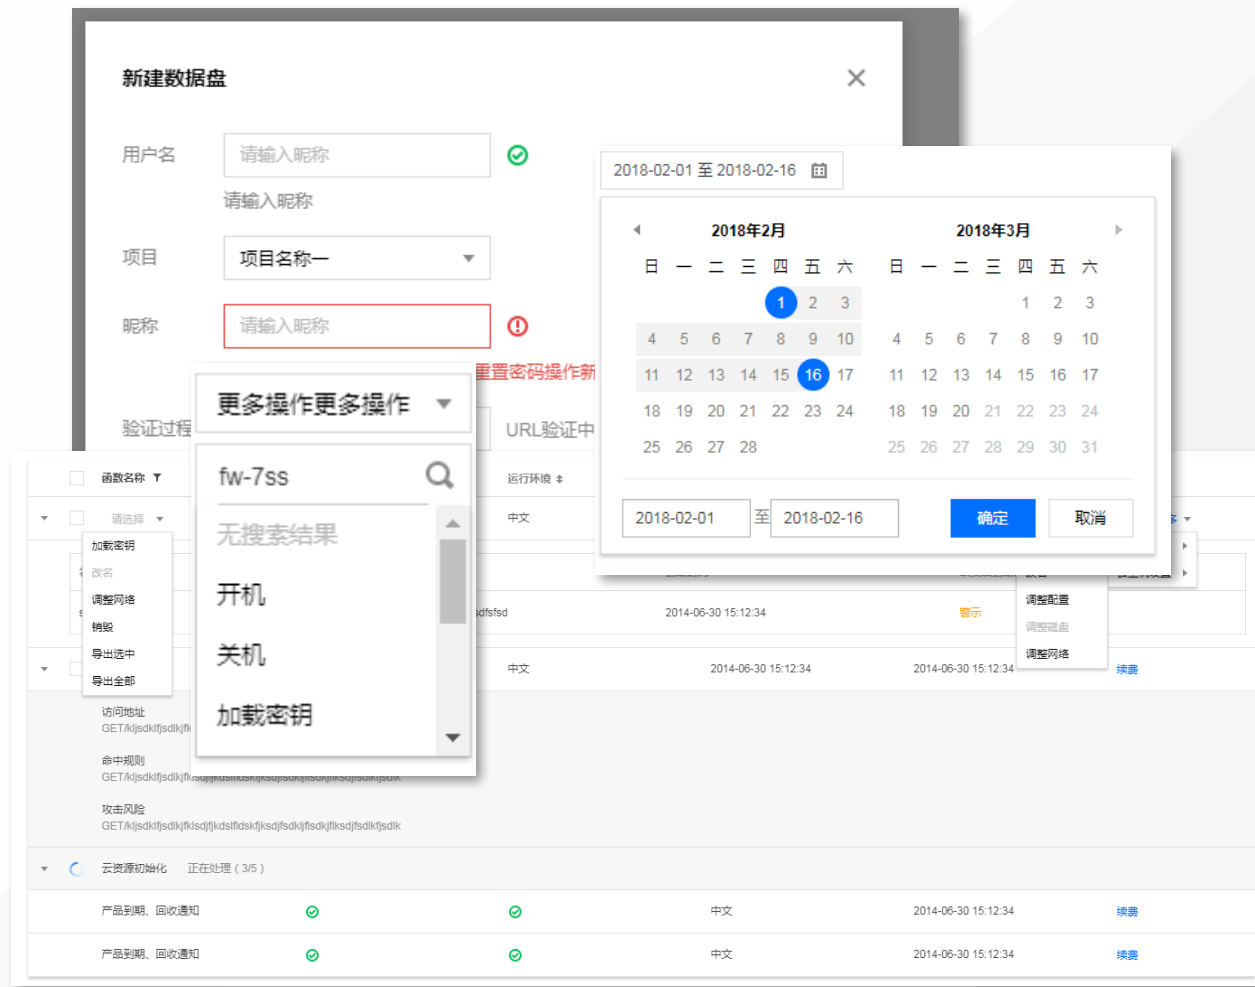 新建数据盘
用户名 请输入昵称
请输入昵称
项目 项目名称一
昵称 请输入昵称
重置密码操作新
验证过程 URL验证中
2018-02-01 至 2018-02-16
2018年2月 2018年3月
日 一 二 三 四 五 六 日 一 二 三 四 五 六
1 2 3 1 2 3
4 5 6 7 8 9 10 4 5 6 7 8 9 10
11 12 13 14 15 16 17 11 12 13 14 15 16 17
18 19 20 21 22 23 24 18 19 20 21 22 23 24
25 26 27 28 25 26 27 28 29 30 31
2018-02-01 至 2018-02-16 确定 取消
更多操作更多操作
fw-7ss
无搜索结果
开机
关机
加载密钥
函数名称 运行环境
请选择 中文
加载密钥
改名
调整网络
销毁
导出选中
导出全部
sdfsfsd 2014-06-30 15:12:34 警示
调整配置
调整磁盘
调整网络
中文 2014-06-30 15:12:34 2014-06-30 15:12:34 续费
访问地址
GET/kljsdklfjsdlkjfk
命中规则
GET/kljsdklfjsdlkjfklsdjfjkdslfldskfjksdjfsdkljflsdkjflksdjfsdlk
攻击风险
GET/kljsdklfjsdlkjfklsdjfjkdslfldskfjksdjfsdkljflsdkjflksdjfsdlkfjsdlk
云资源初始化 正在处理（3/5）
产品到期、回收通知 中文 2014-06-30 15:12:34 续费
产品到期、回收通知 中文 2014-06-30 15:12:34 续费